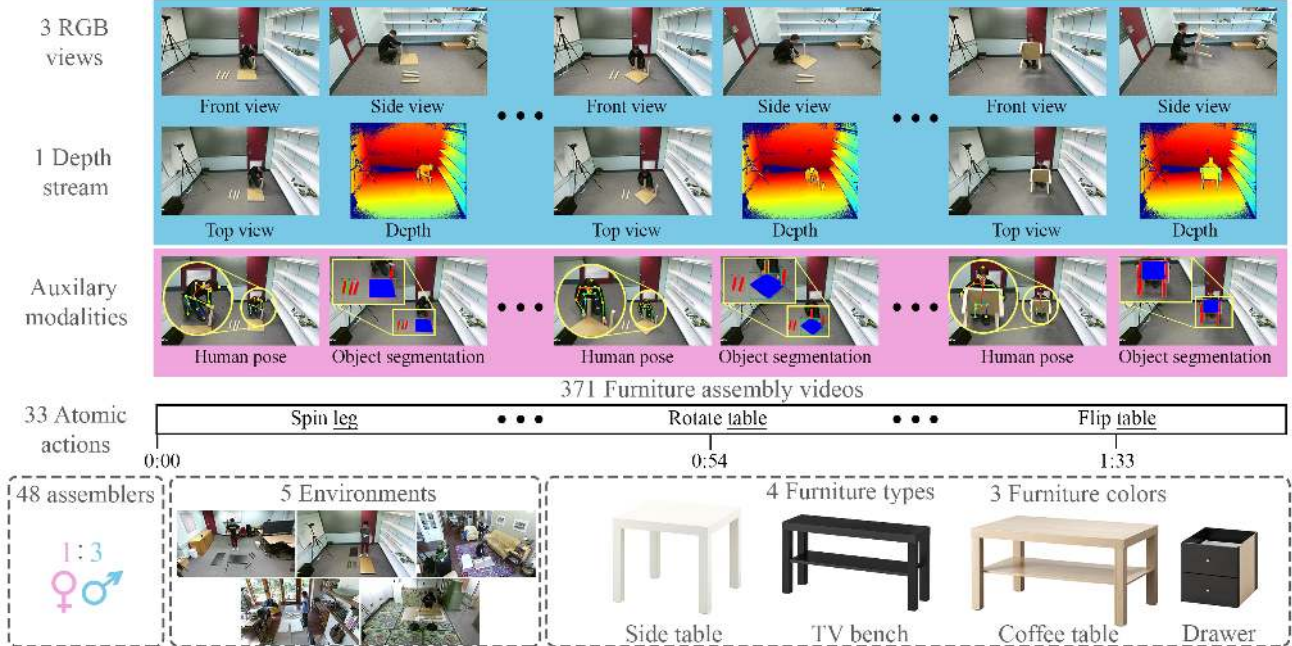 3 RGB
views
Front view Side view Front view Side view Front view Side view
1 Depth
stream
Top view Depth Top view Depth Top view Depth
Auxilary
modalities
Human pose Object segmentation Human pose Object segmentation Human pose Object segmentation
371 Furniture assembly videos
33 Atomic
actions
Spin leg Rotate table Flip table
0:00 0:54 1:33
48 assemblers
1 : 3
5 Environments
4 Furniture types 3 Furniture colors
Side table TV bench Coffee table Drawer